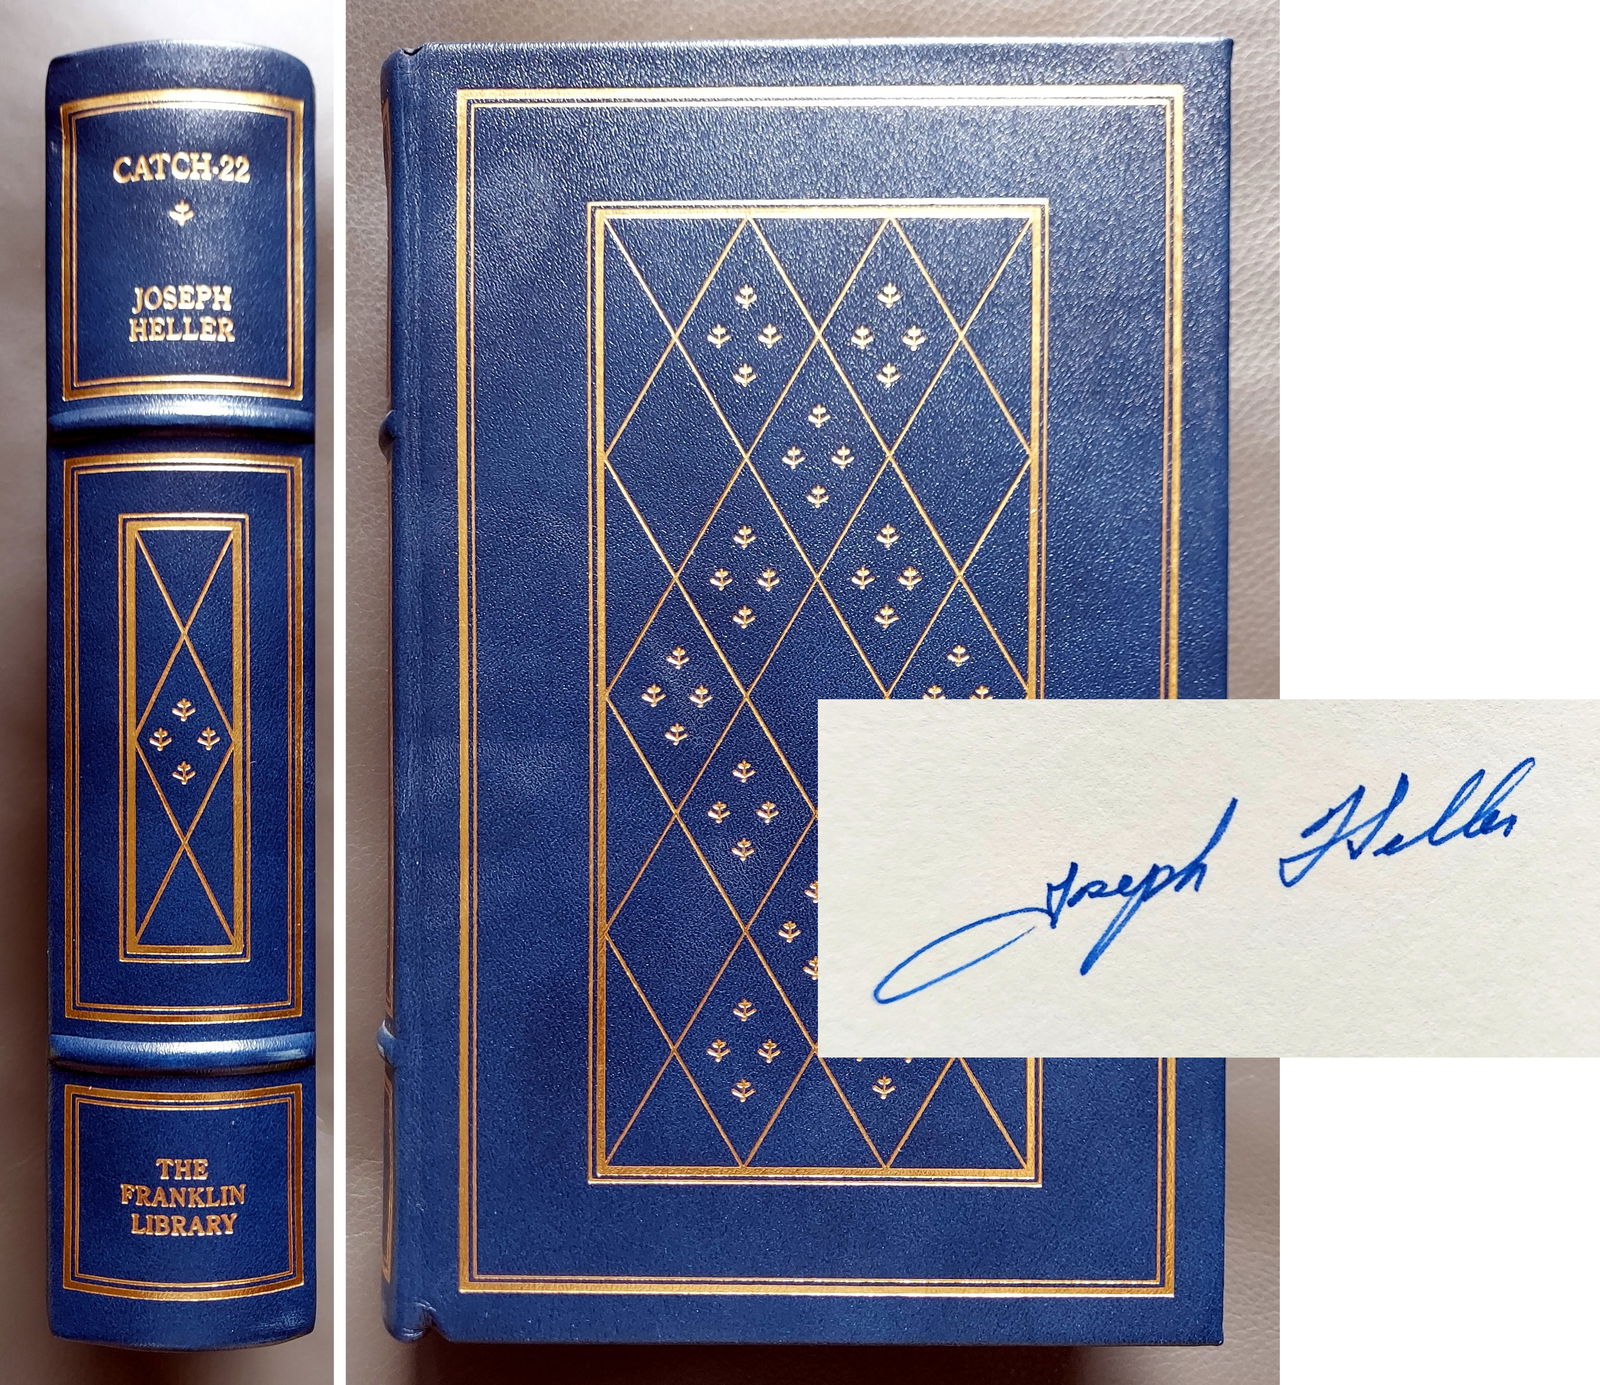 CATCH-22
JOSEPH
HELLER
THE
FRANKLIN
LIBRARY
Joseph Heller